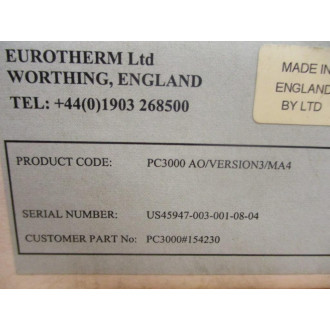 EUROTHERM Ltd
WORTHING, ENGLAND
TEL: +44(0)1903 268500
MADE IN
ENGLAND
BY LTD
PRODUCT CODE: PC3000 AO/VERSION3/MA4
SERIAL NUMBER: US45947-003-001-08-04
CUSTOMER PART No: PC3000#154230